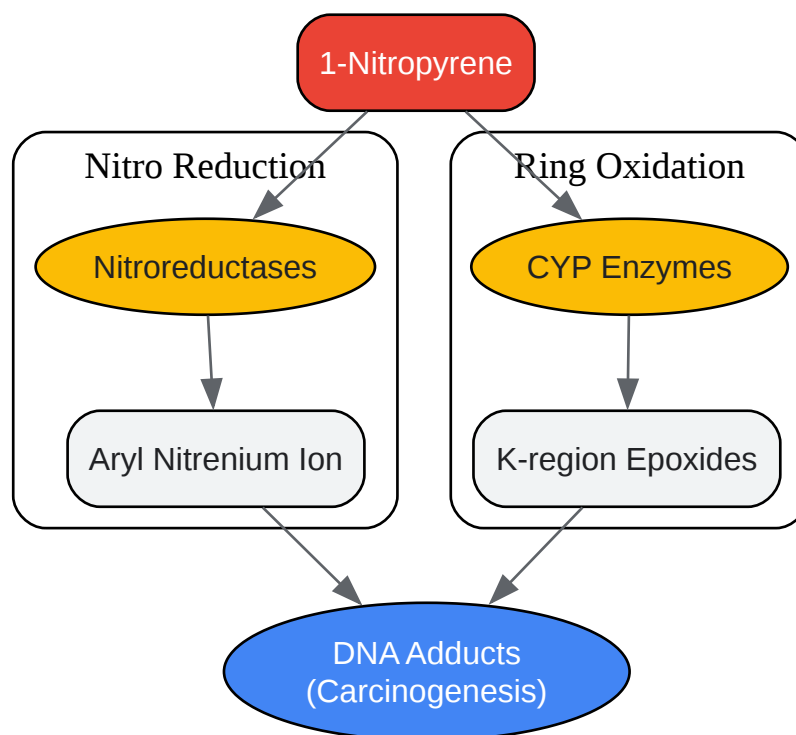 1-Nitropyrene
Nitro Reduction
Ring Oxidation
Nitroreductases
CYP Enzymes
Aryl Nitrenium Ion
K-region Epoxides
DNA Adducts
(Carcinogenesis)